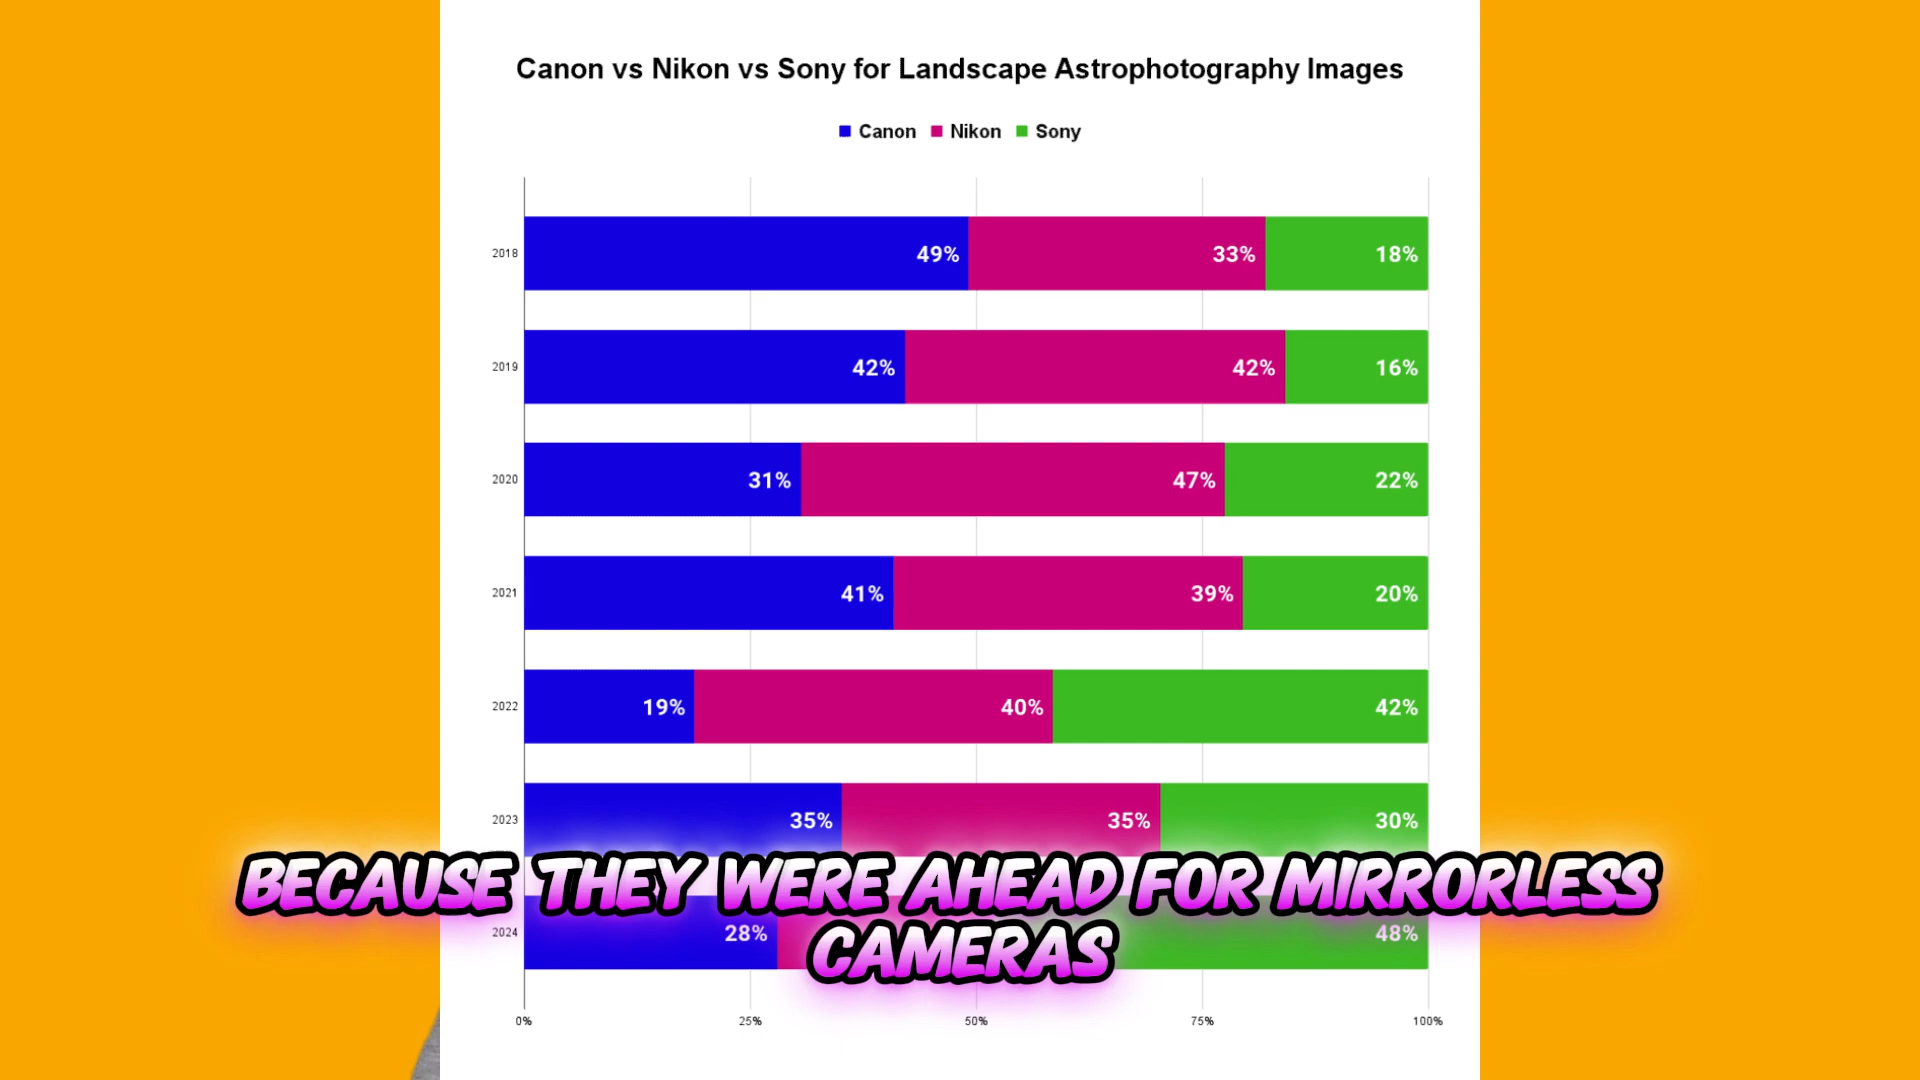 Canon vs Nikon vs Sony for Landscape Astrophotography Images
Canon Nikon Sony
2018 49% 33% 18%
2019 42% 42% 16%
2020 31% 47% 22%
2021 41% 39% 20%
2022 19% 40% 42%
2023 35% 35% 30%
BECAUSE THEY WERE AHEAD FOR MIRRORLESS
CAMERAS
2024 28% 48%
0% 25% 50% 75% 100%